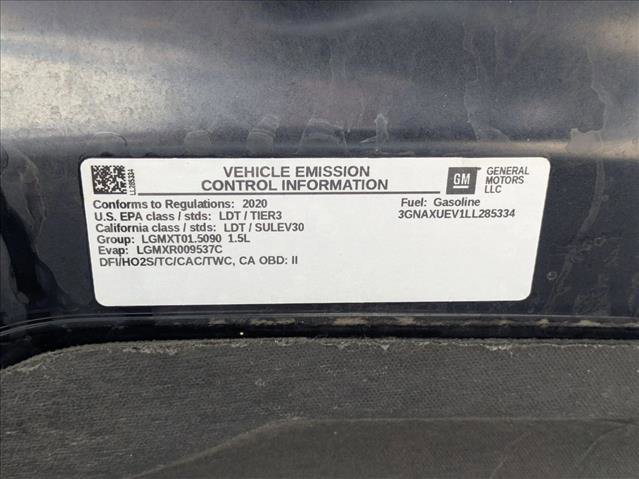 LL285334
VEHICLE EMISSION
CONTROL INFORMATION
GM
GENERAL
MOTORS
LLC
Conforms to Regulations: 2020
Fuel: Gasoline
U.S. EPA class / stds: LDT / TIER3
3GNAXUEV1LL285334
California class / stds: LDT / SULEV30
Group: LGMXT01.5090 1.5L
Evap: LGMXR009537C
DFI/HO2S/TC/CAC/TWC, CA OBD: II